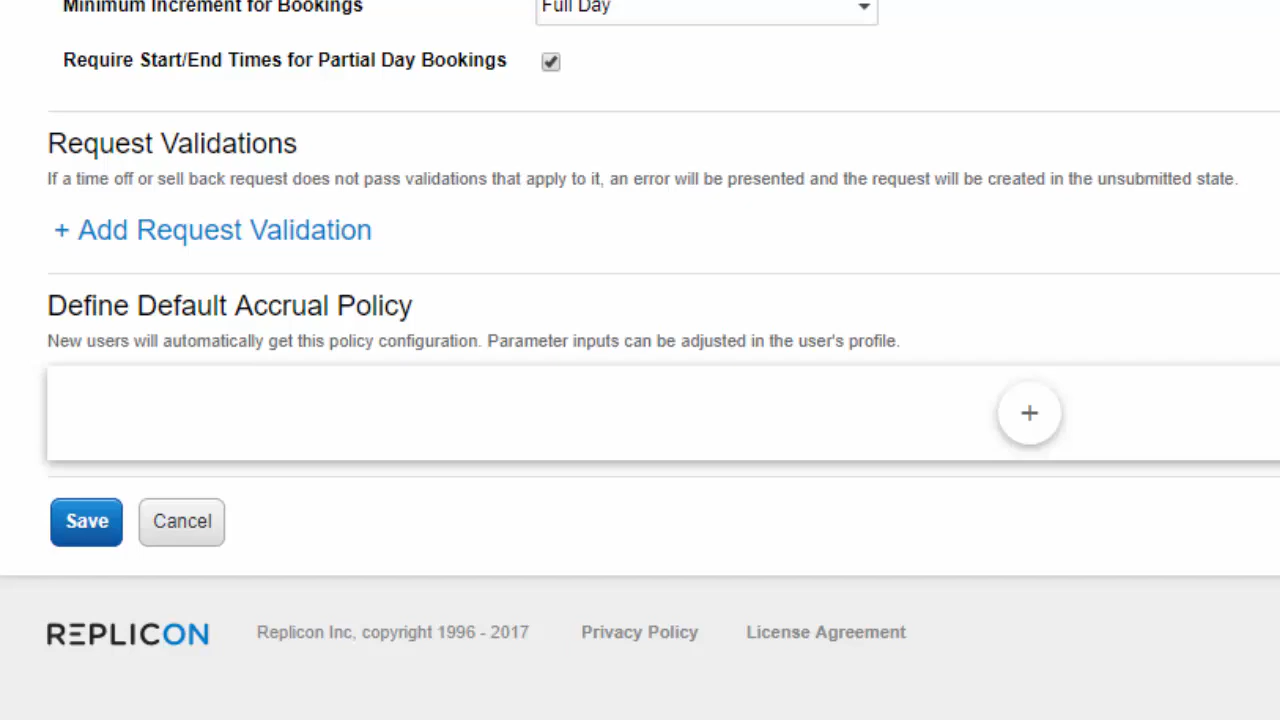 Minimum Increment for Bookings
Full Day
Require Start/End Times for Partial Day Bookings
Request Validations
If a time off or sell back request does not pass validations that apply to it, an error will be presented and the request will be created in the unsubmitted state.
+ Add Request Validation
Define Default Accrual Policy
New users will automatically get this policy configuration. Parameter inputs can be adjusted in the user's profile.
+
Save
Cancel
REPLICON
Replicon Inc, copyright 1996 - 2017
Privacy Policy
License Agreement